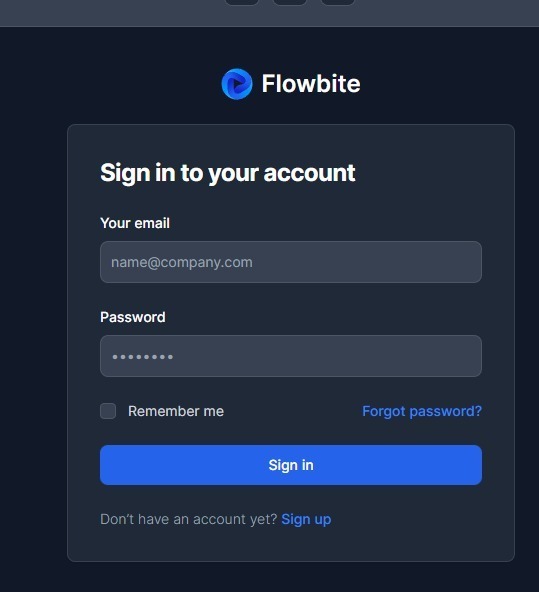 Flowbite
Sign in to your account
Your email
name@company.com
Password
••••••••
Remember me
Forgot password?
Sign in
Don't have an account yet? Sign up